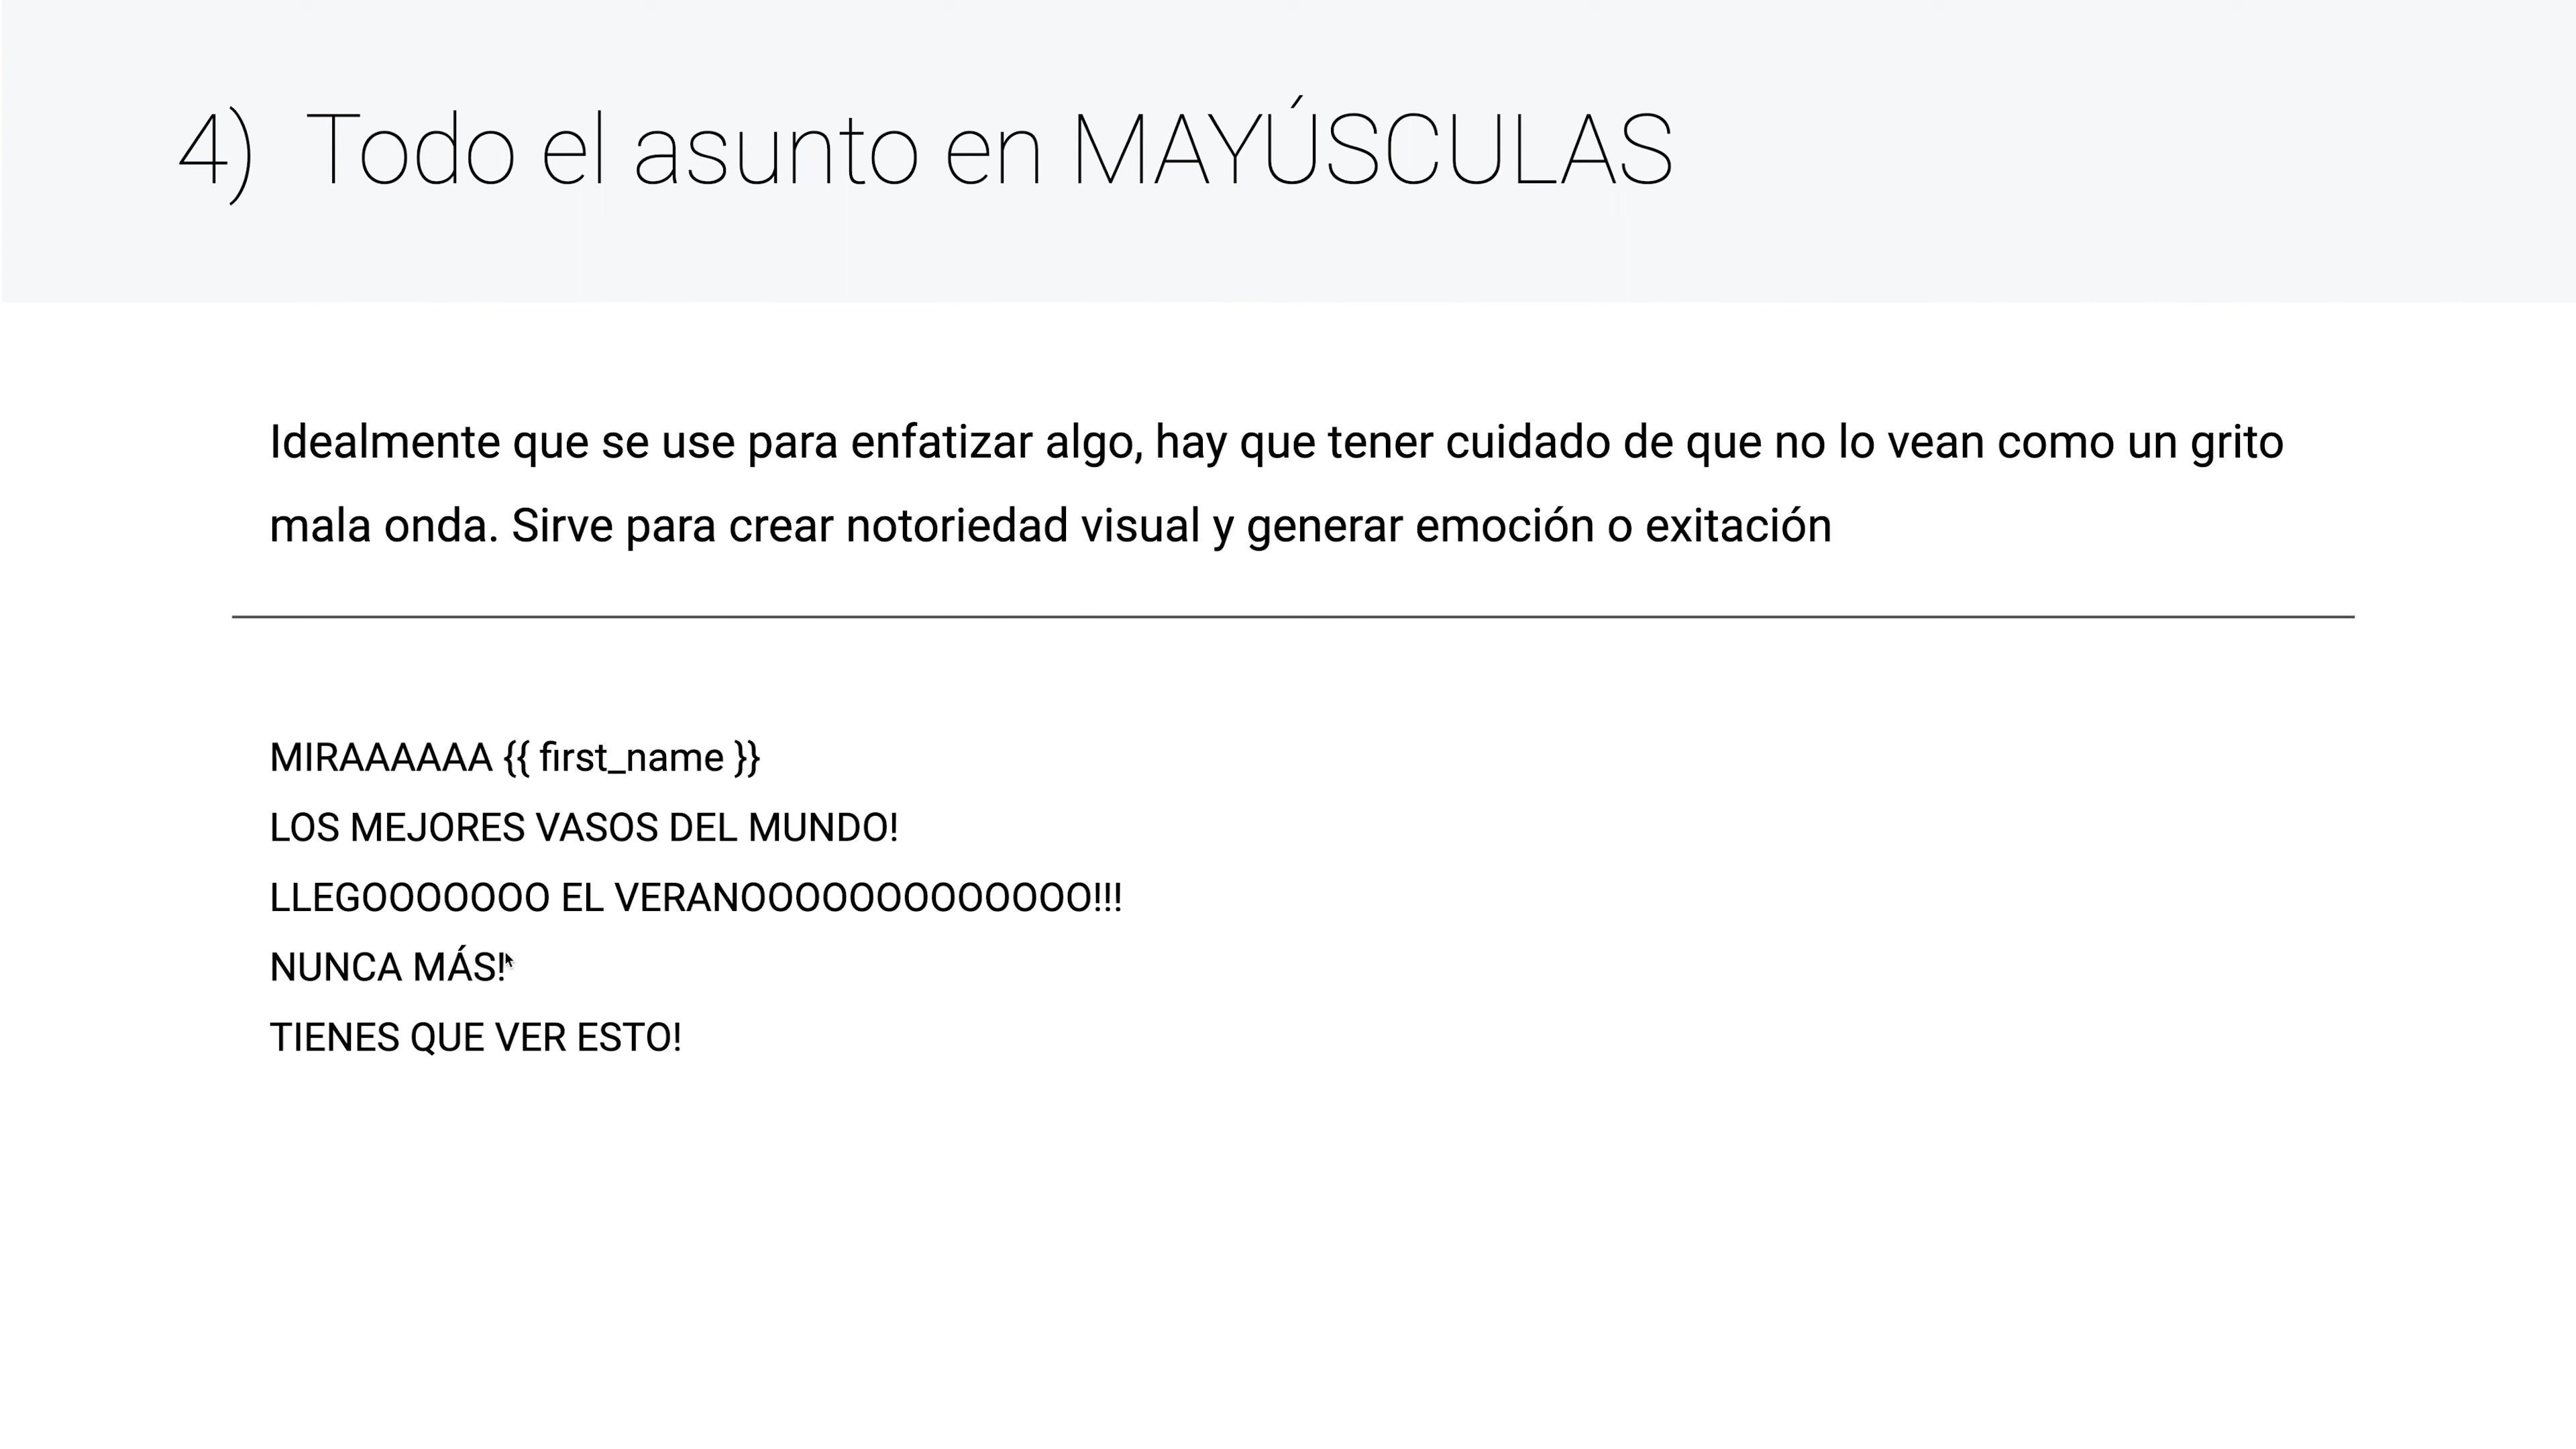 4) Todo el asunto en MAYÚSCULAS
Idealmente que se use para enfatizar algo, hay que tener cuidado de que no lo vean como un grito
mala onda. Sirve para crear notoriedad visual y generar emoción o exitación
MIRAAAAAA {{ first_name }}
LOS MEJORES VASOS DEL MUNDO!
LLEGOOOOOOO EL VERANOOOOOOOOOOOOO!!!
NUNCA MÁS!
TIENES QUE VER ESTO!